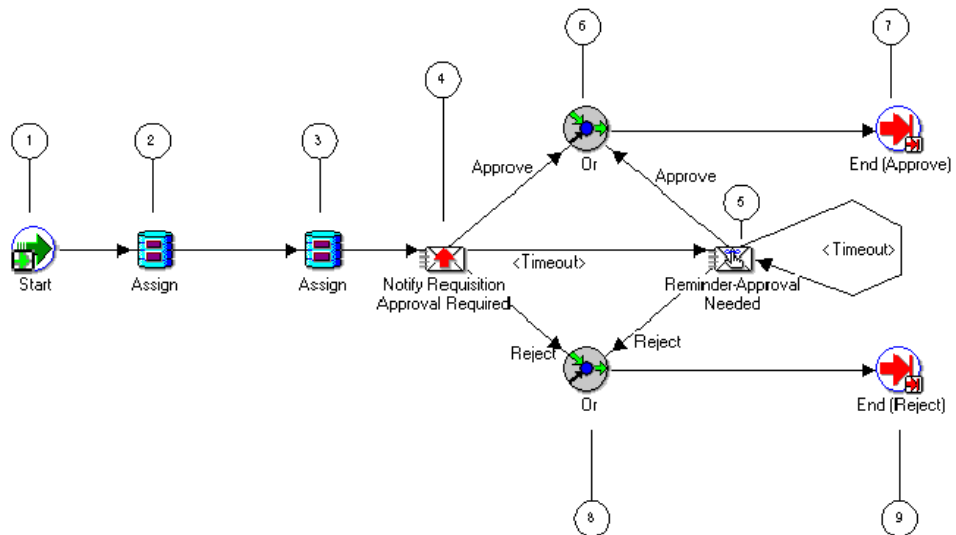 6
7
4
1
2
3
Or
End (Approve)
Approve
Approve
5
Start
Assign
Assign
Notify Requisition
Approval Required
<Timeout>
Reminder-Approval
Needed
<Timeout>
Reject
Reject
Or
End (Reject)
8
9